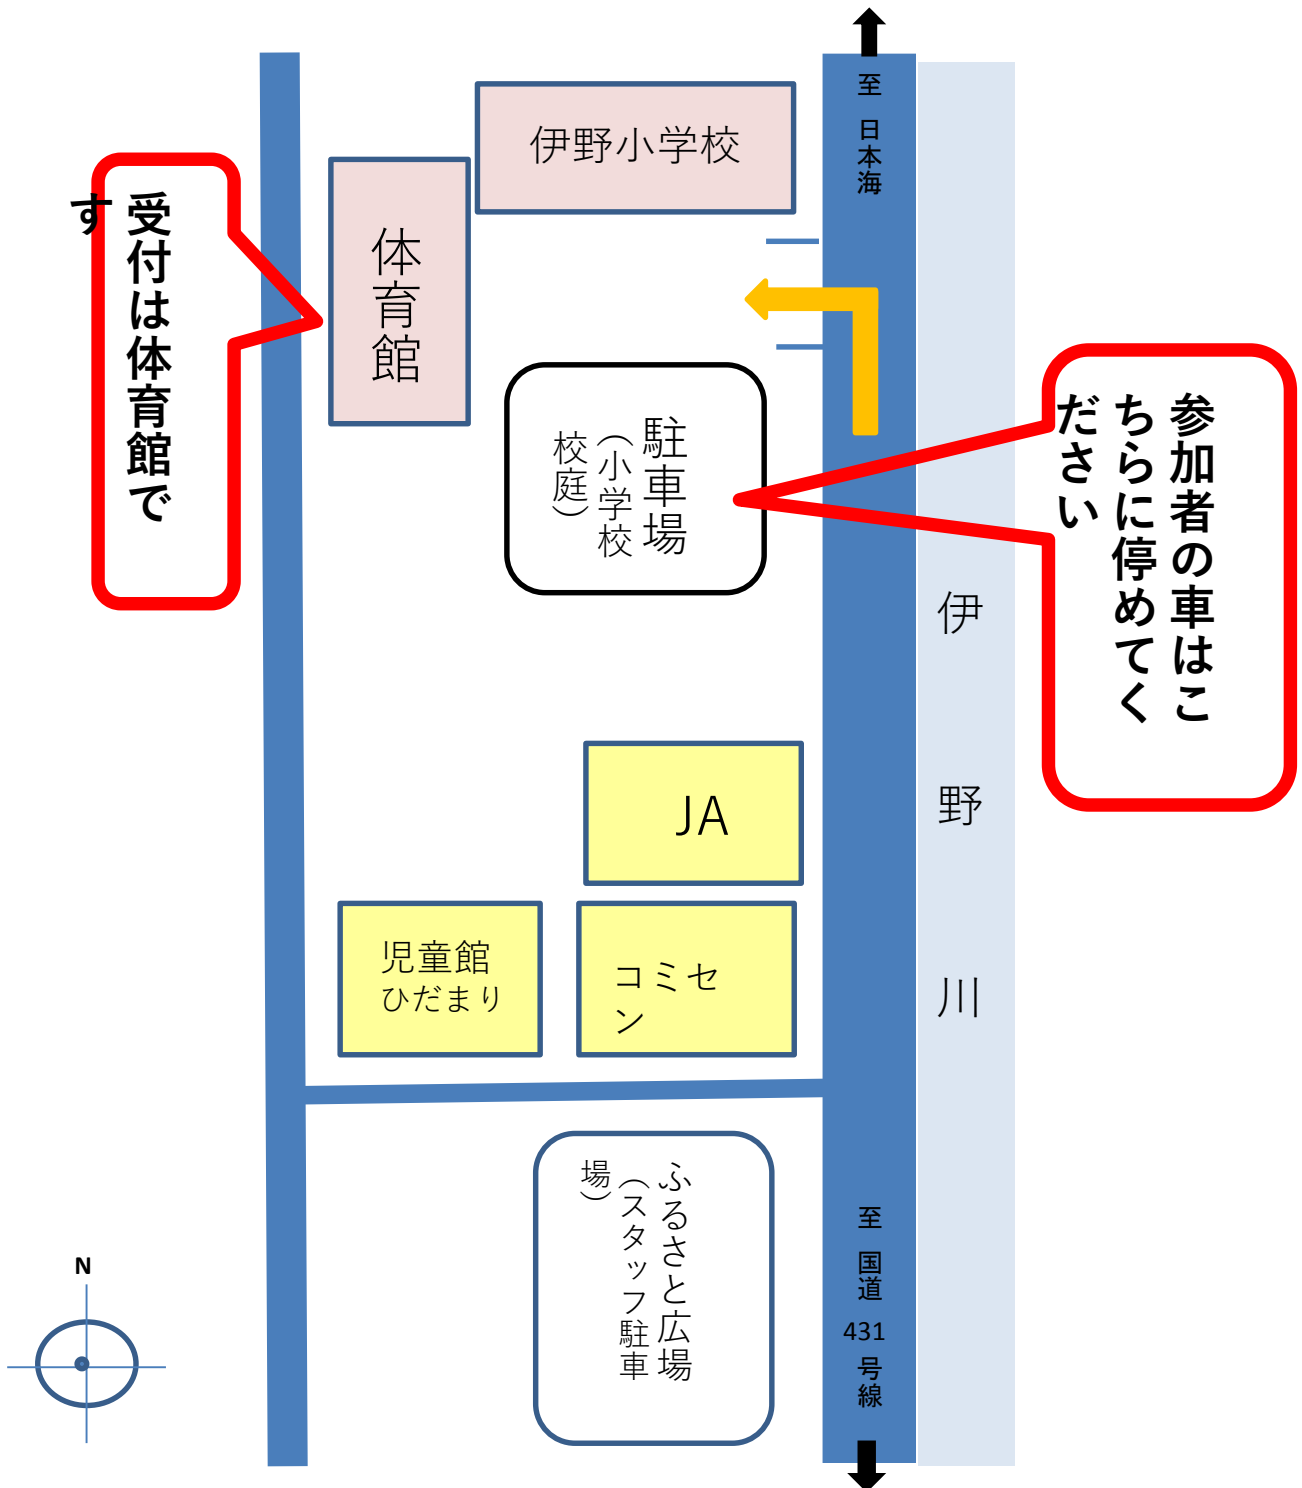 至 日本海
伊野小学校
体育館
受付は体育館で
す
参加者の車はこ
ちらに停めてく
ださい
駐車場
（小学校
校庭）
伊野川
JA
児童館
ひだまり
コミセ
ン
ふるさと広場
（スタッフ駐車
場）
至 国道431号線
N